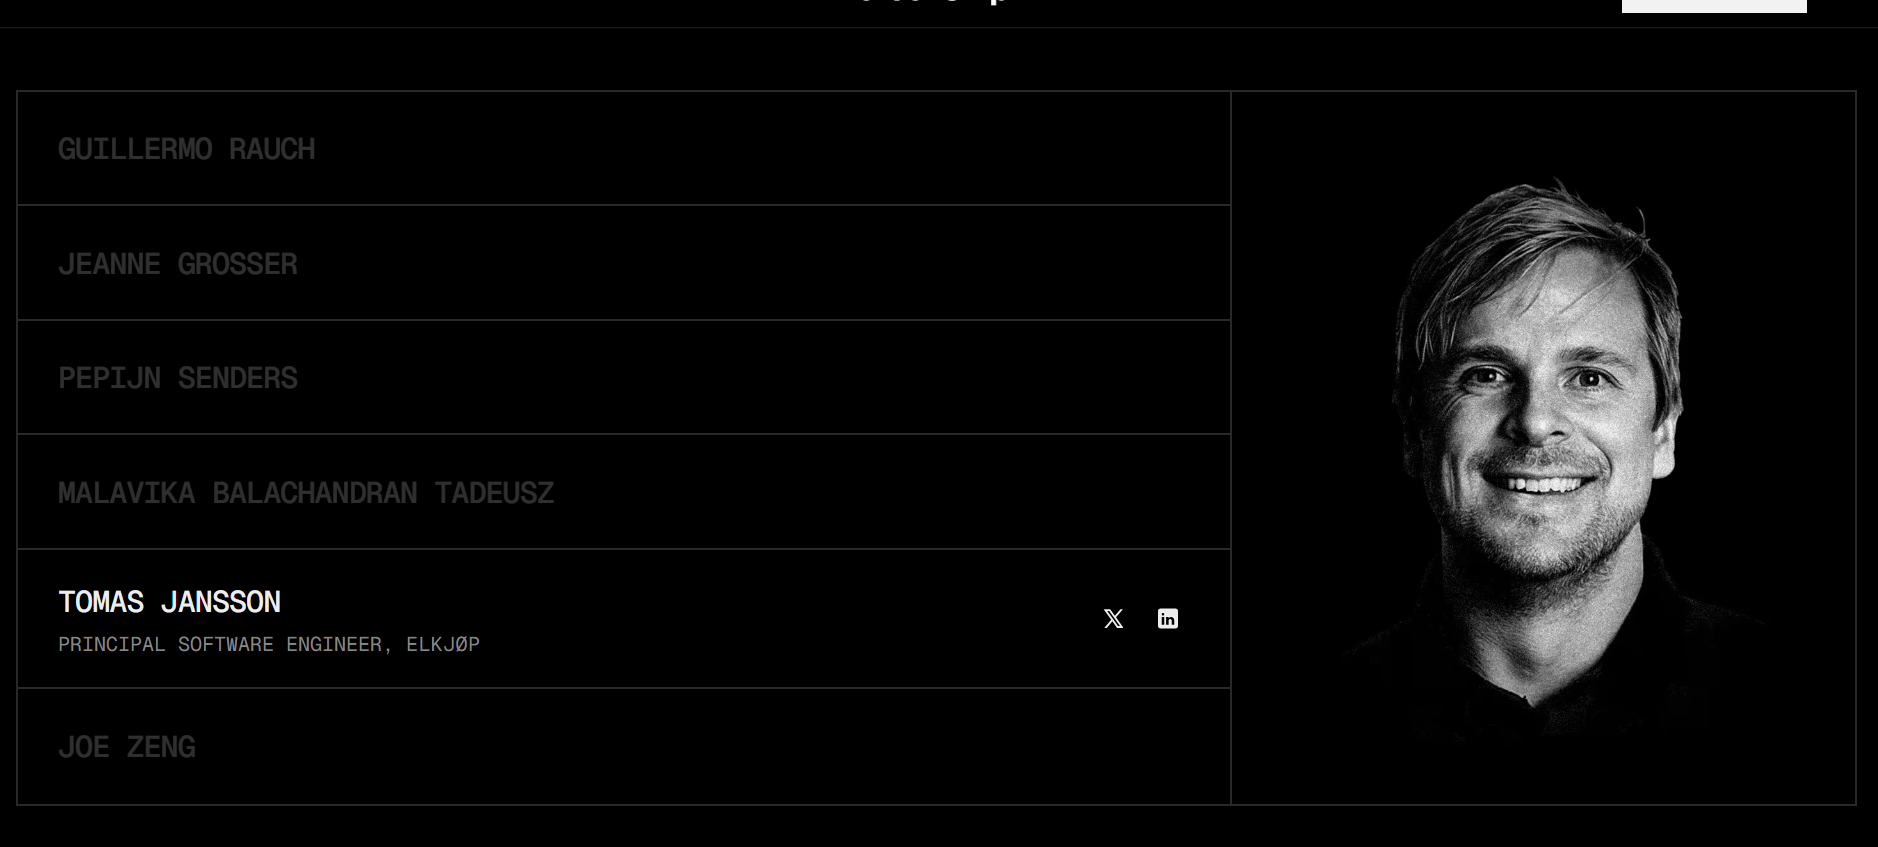 GUILLERMO RAUCH
JEANNE GROSSER
PEPIJN SENDERS
MALAVIKA BALACHANDRAN TADEUSZ
TOMAS JANSSON
PRINCIPAL SOFTWARE ENGINEER, ELKJØP
JOE ZENG